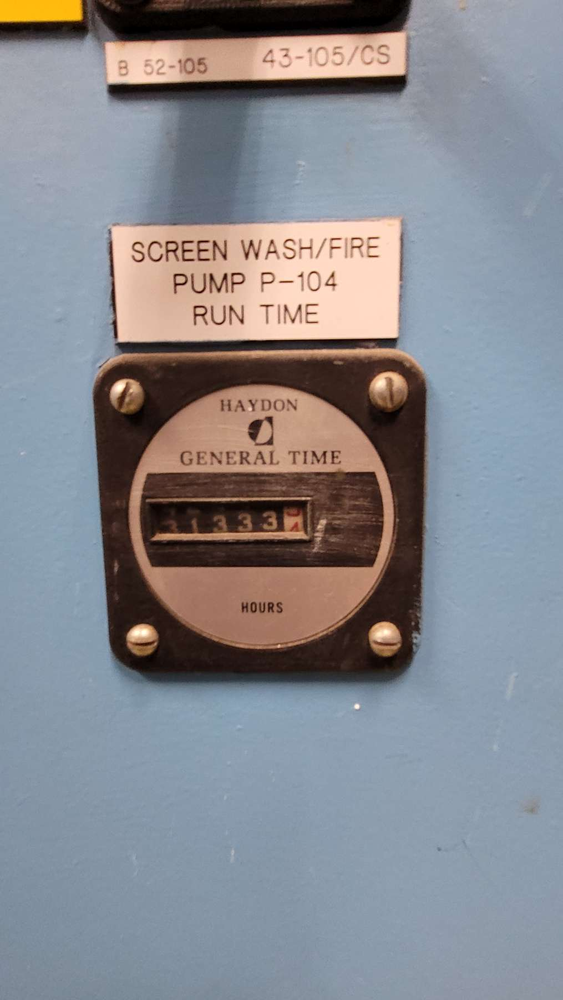 B 52-105 43-105/CS
SCREEN WASH/FIRE
PUMP P-104
RUN TIME
HAYDON
GENERAL TIME
31333
HOURS